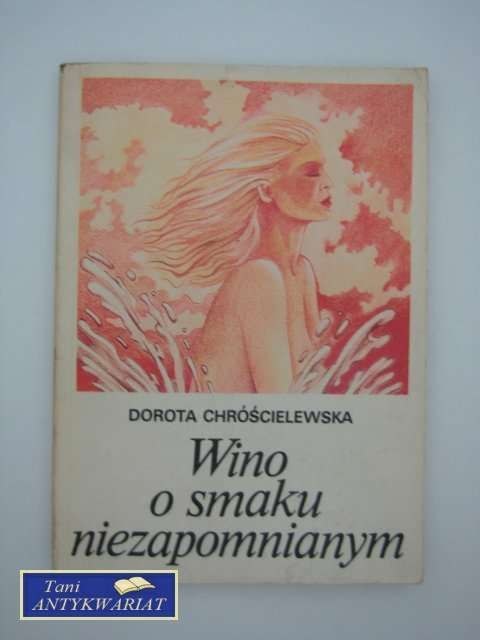 DOROTA CHRÓŚCIELEWSKA
Wino
o smaku
niezapomnianym
Tani
ANTYKWARIAT